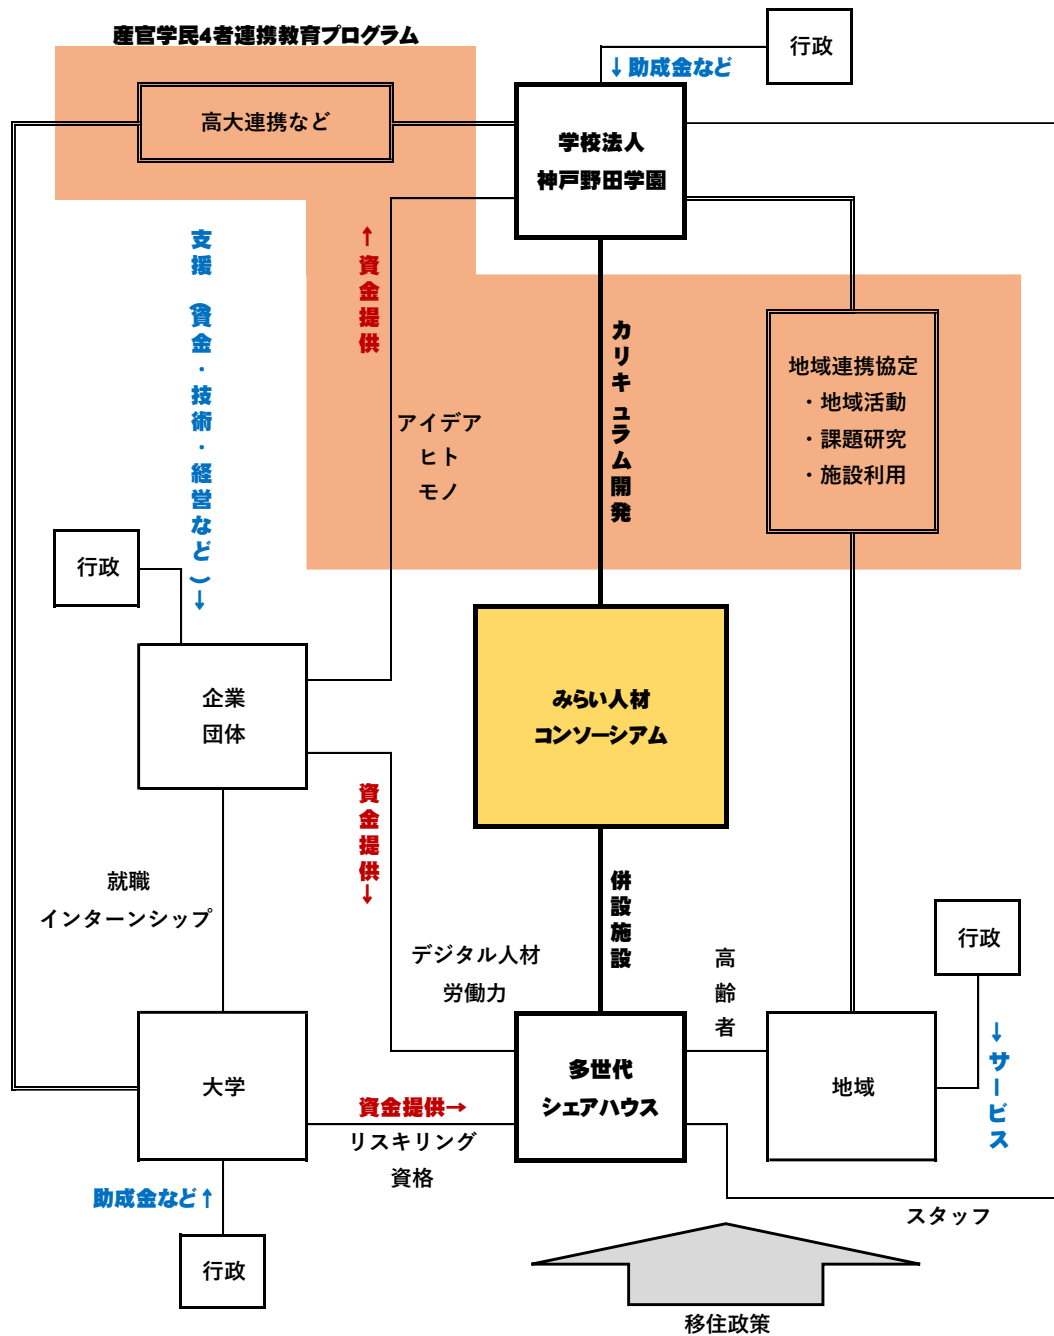 産官学民4者連携教育プログラム
行政
↓助成金など
高大連携など
学校法人
神戸野田学園
支援(資金・技術・経営など)↓
↑資金提供
カリキュラム開発
地域連携協定
・地域活動
・課題研究
・施設利用
アイデア
ヒト
モノ
行政
企業
団体
みらい人材
コンソーシアム
資金提供↓
併設施設
就職
インターンシップ
デジタル人材
労働力
高齢者
行政
↓サービス
大学
多世代
シェアハウス
地域
資金提供→
リスキリング
資格
助成金など↑
スタッフ
行政
移住政策